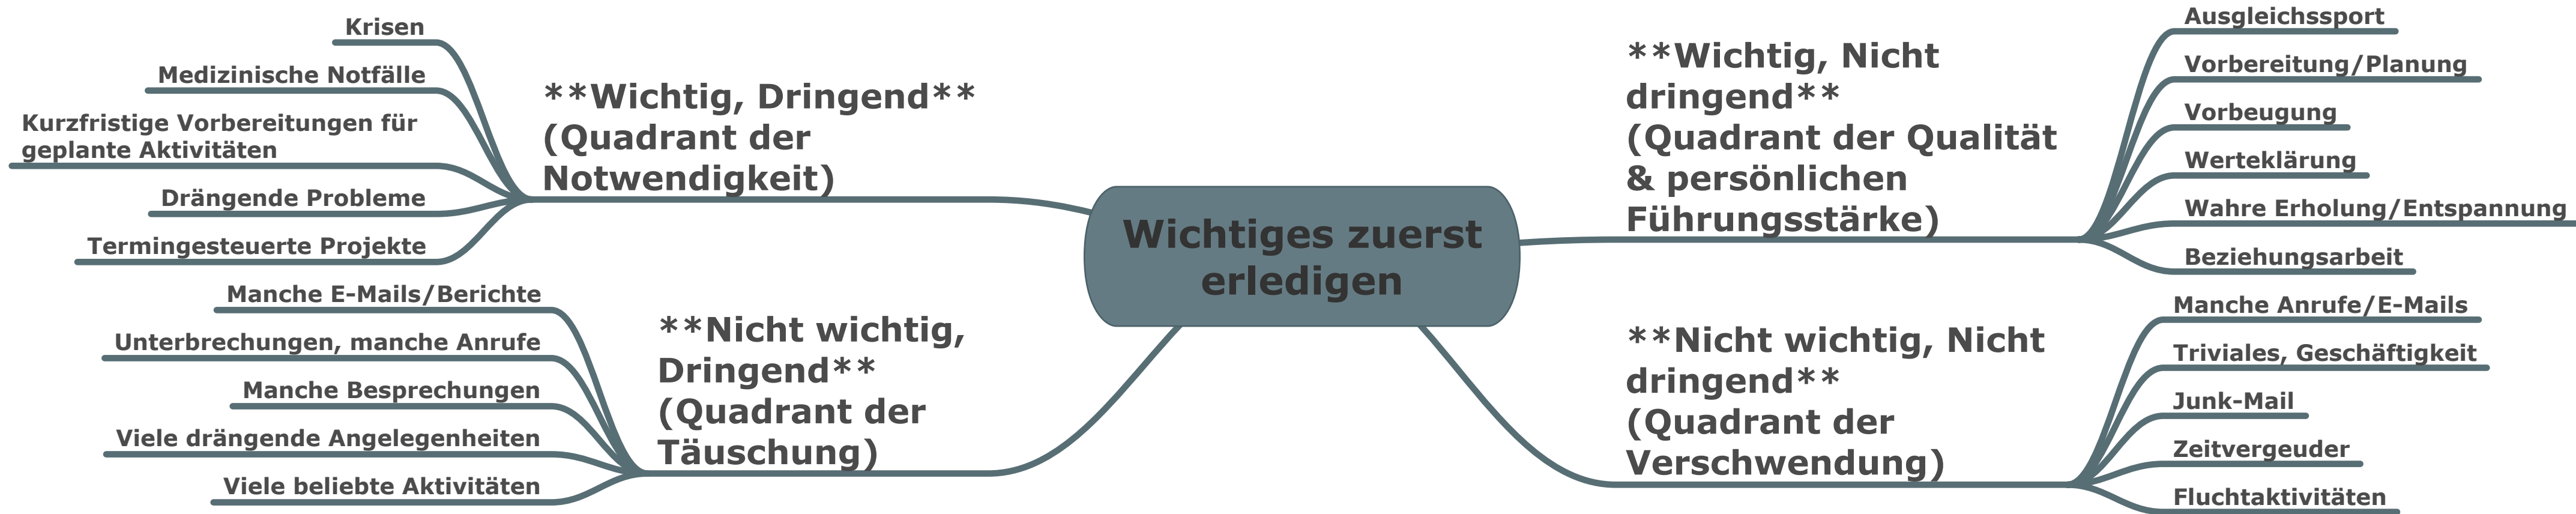 Wichtiges zuerst
erledigen
**Wichtig, Dringend**
(Quadrant der
Notwendigkeit)
Krisen
Medizinische Notfälle
Kurzfristige Vorbereitungen für
geplante Aktivitäten
Drängende Probleme
Termingesteuerte Projekte
**Nicht wichtig,
Dringend**
(Quadrant der
Täuschung)
Manche E-Mails/Berichte
Unterbrechungen, manche Anrufe
Manche Besprechungen
Viele drängende Angelegenheiten
Viele beliebte Aktivitäten
**Wichtig, Nicht
dringend**
(Quadrant der Qualität
& persönlichen
Führungsstärke)
Ausgleichssport
Vorbereitung/Planung
Vorbeugung
Werteklärung
Wahre Erholung/Entspannung
Beziehungsarbeit
**Nicht wichtig, Nicht
dringend**
(Quadrant der
Verschwendung)
Manche Anrufe/E-Mails
Triviales, Geschäftigkeit
Junk-Mail
Zeitvergeuder
Fluchtaktivitäten